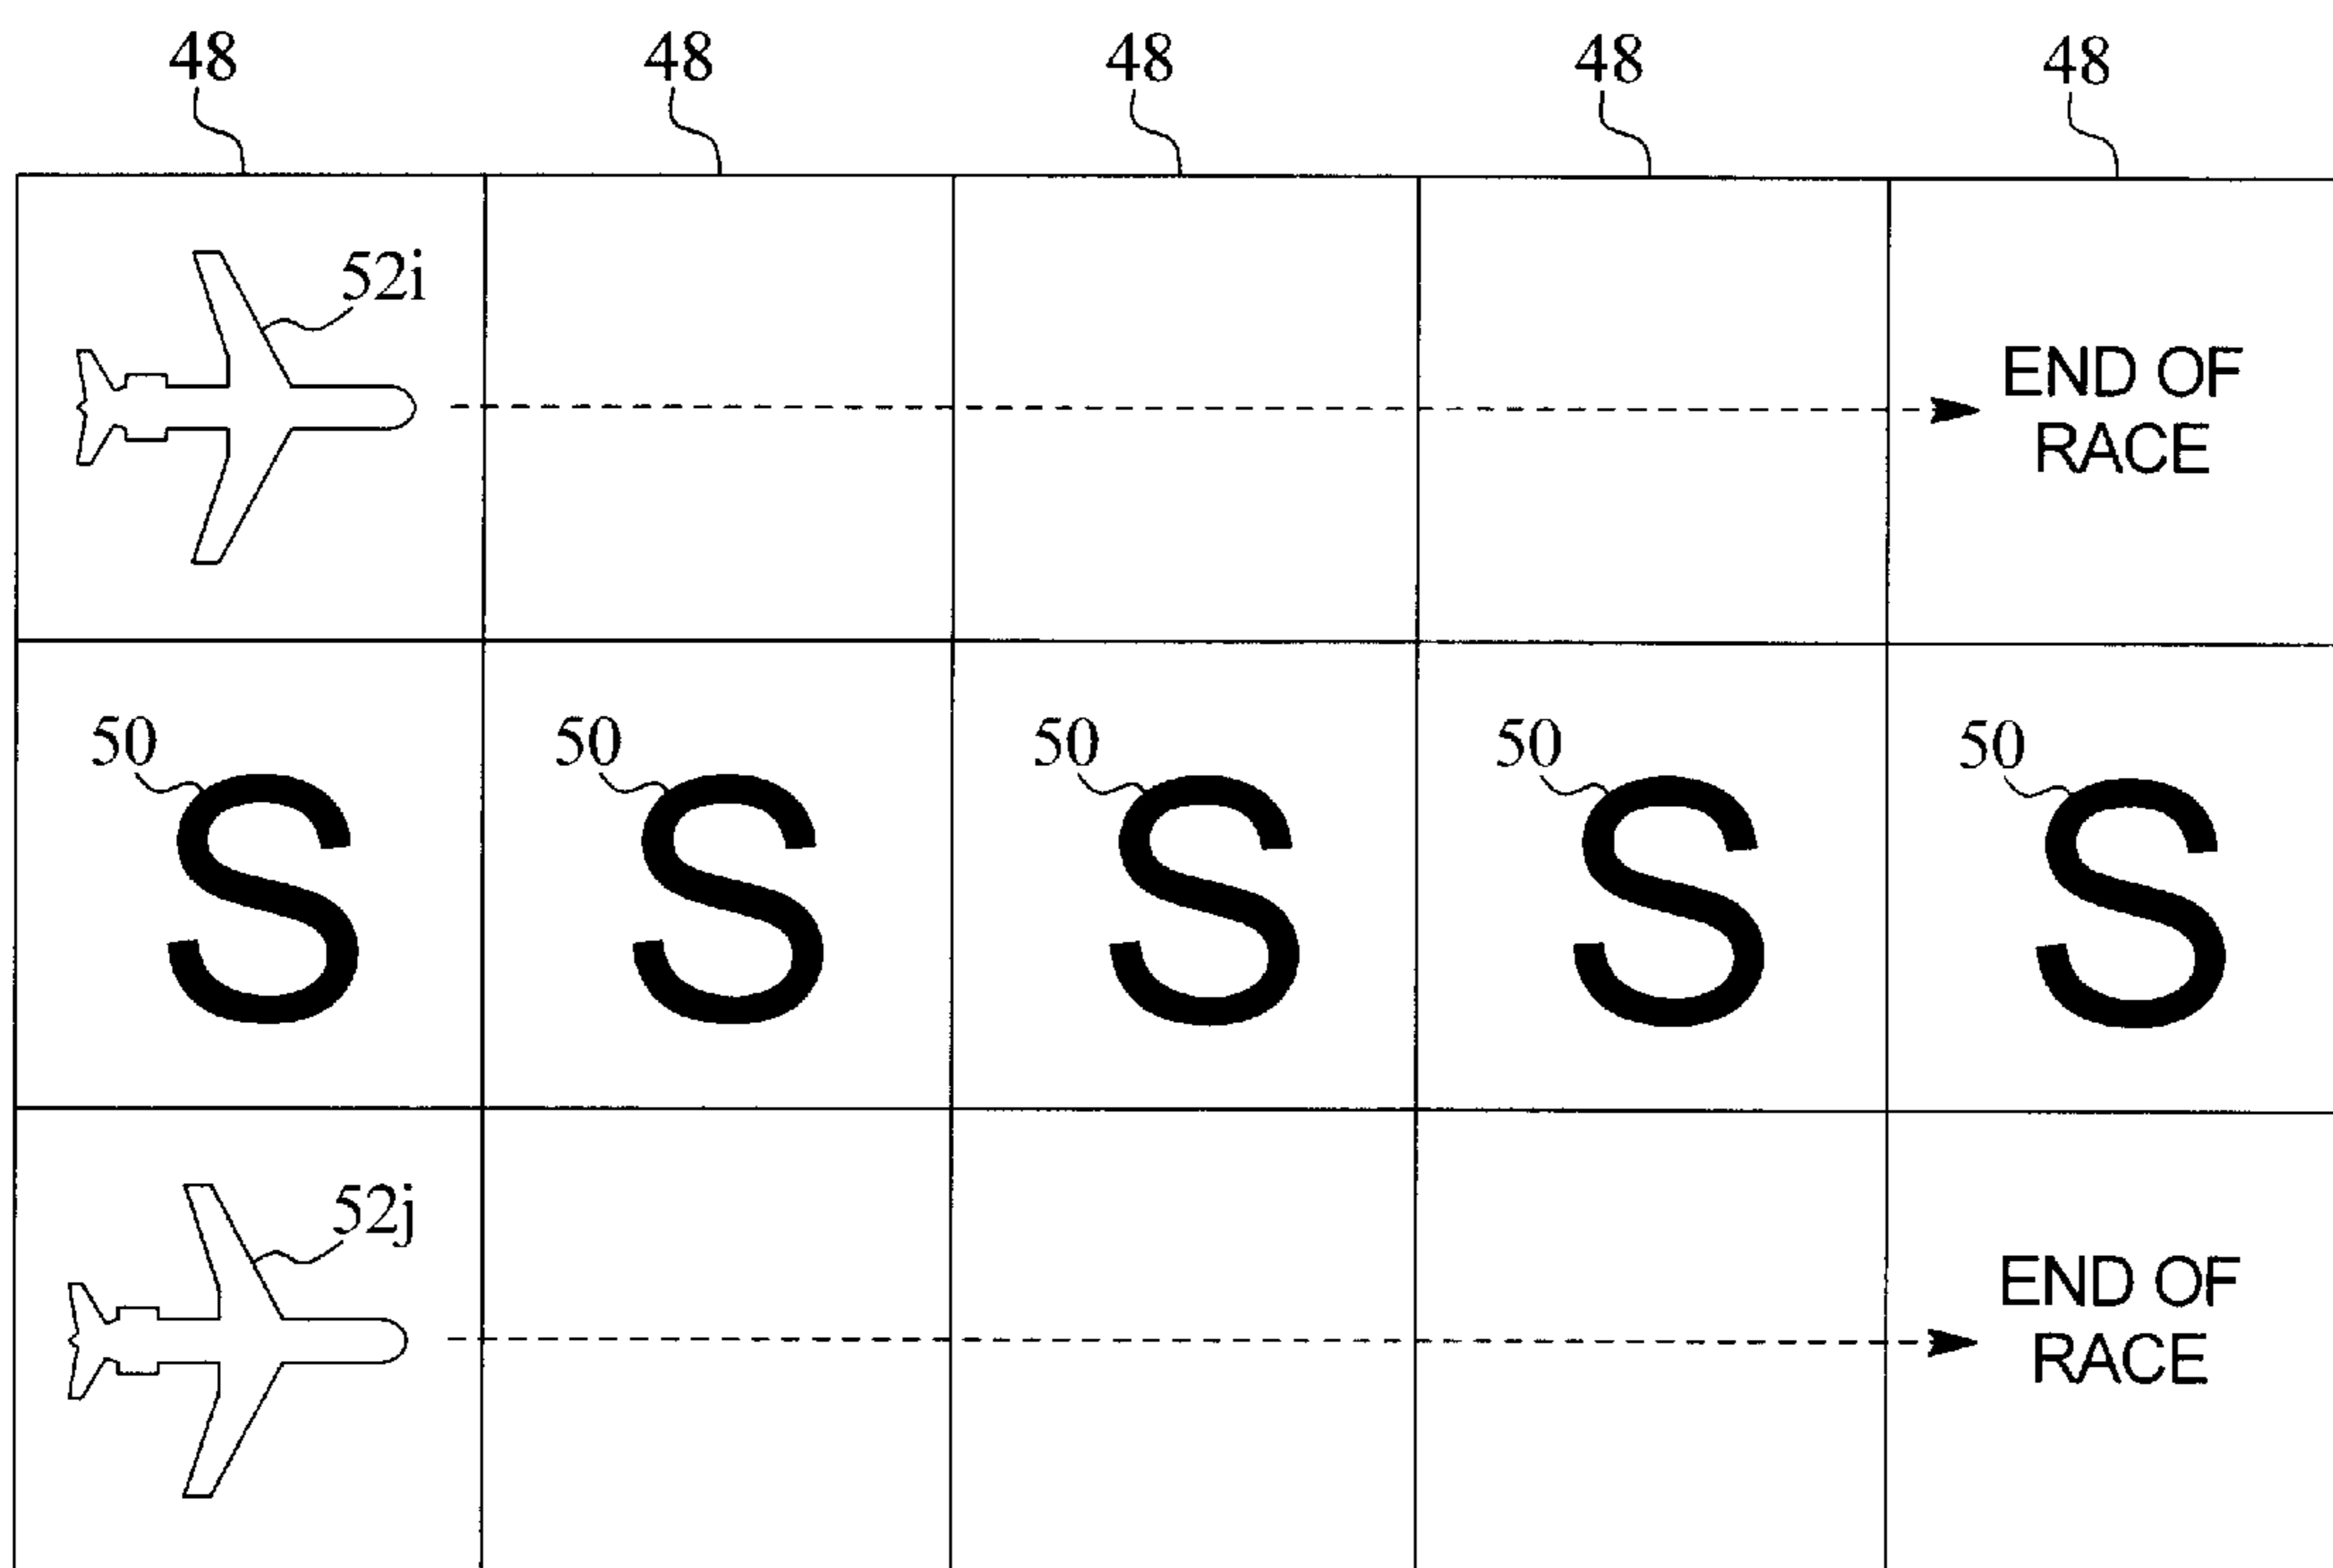 48 48 48 48 48
52i
END OF
RACE
50 50 50 50 50
S S S S S
52j
END OF
RACE